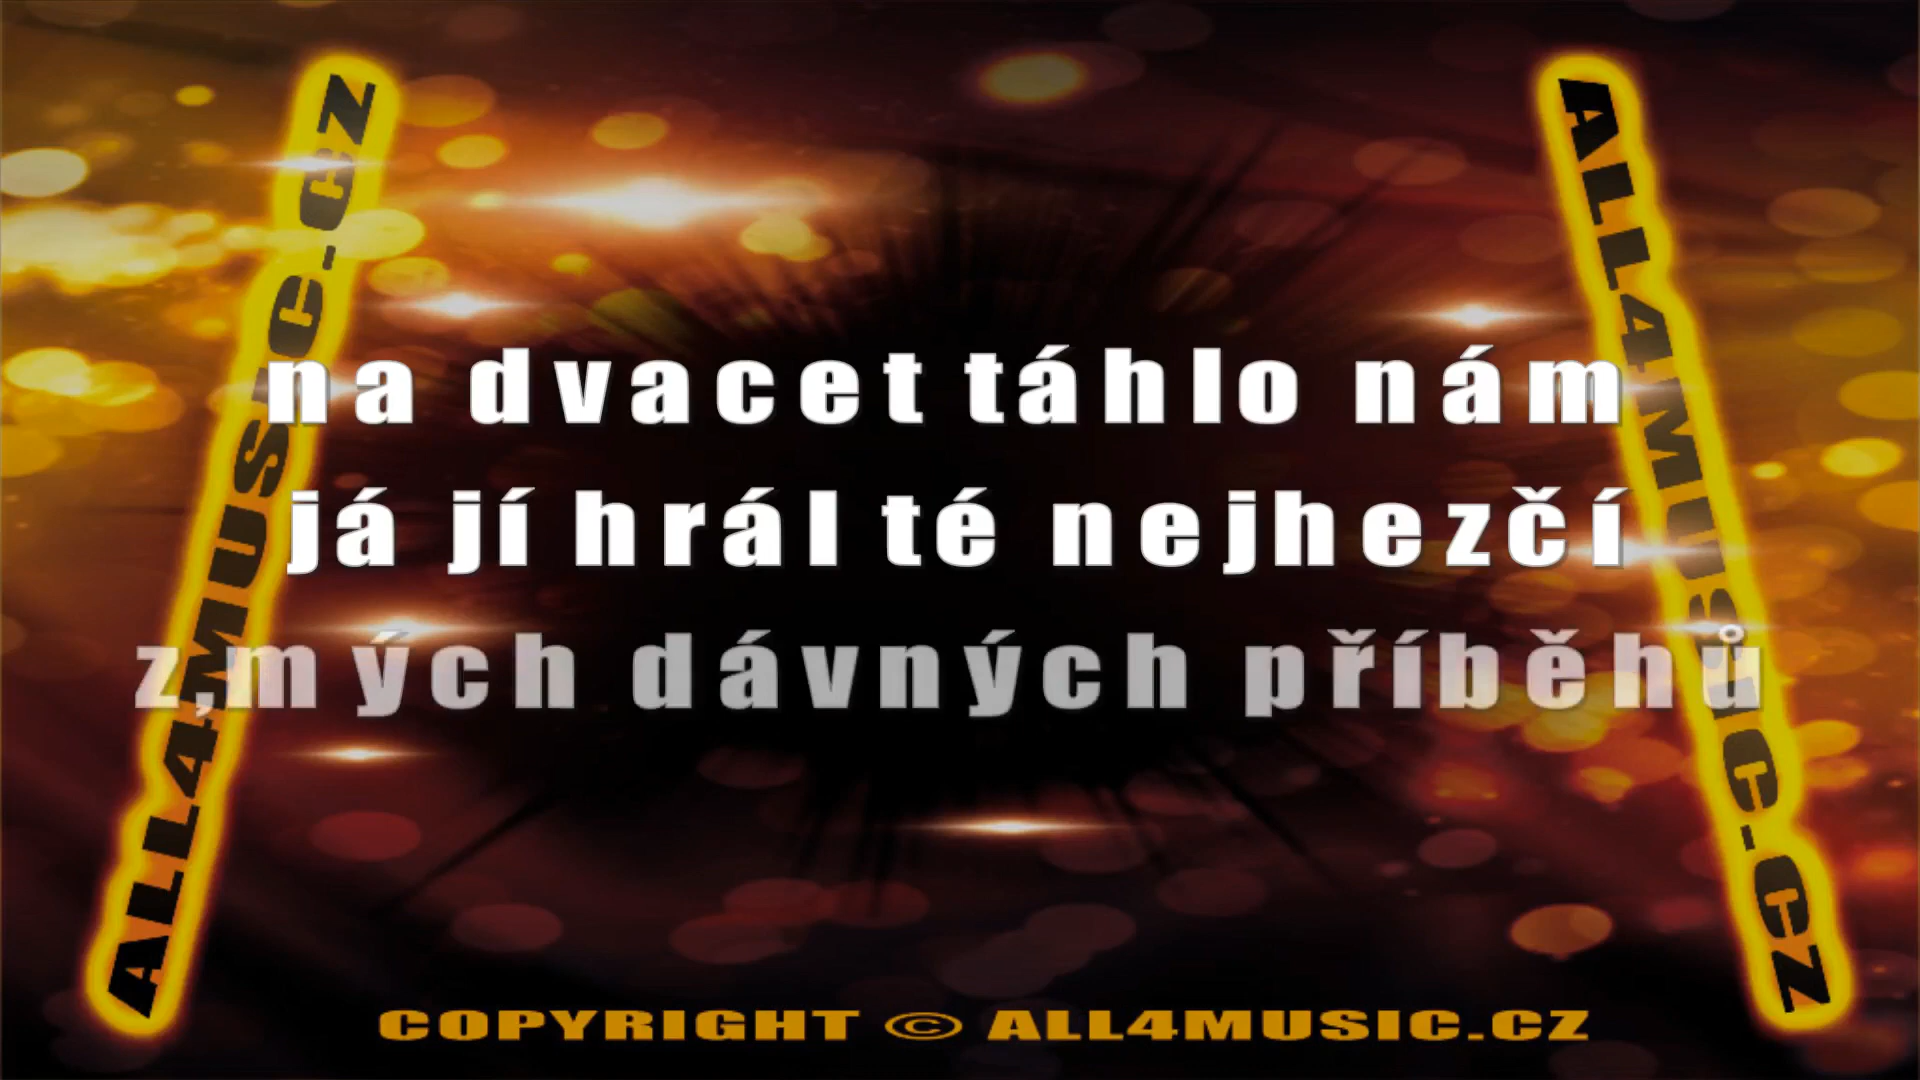 ALL4MUSIC.CZ
ALL4MUSIC.CZ
na dvacet táhlo nám
já jí hrál té nejhezčí
z,mých dávných příběhů
COPYRIGHT © ALL4MUSIC.CZ